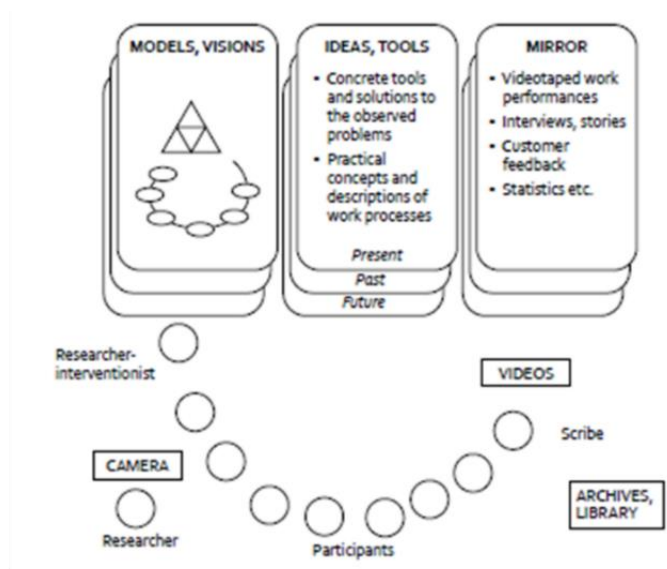 MODELS, VISIONS
IDEAS, TOOLS
▪ Concrete tools
and solutions to
the observed
problems
▪ Practical
concepts and
descriptions of
work processes
Present
Past
Future
MIRROR
▪ Videotaped work
performances
▪ Interviews, stories
▪ Customer
feedback
▪ Statistics etc.
Researcher-
interventionist
VIDEOS
Scribe
CAMERA
ARCHIVES,
LIBRARY
Researcher
Participants